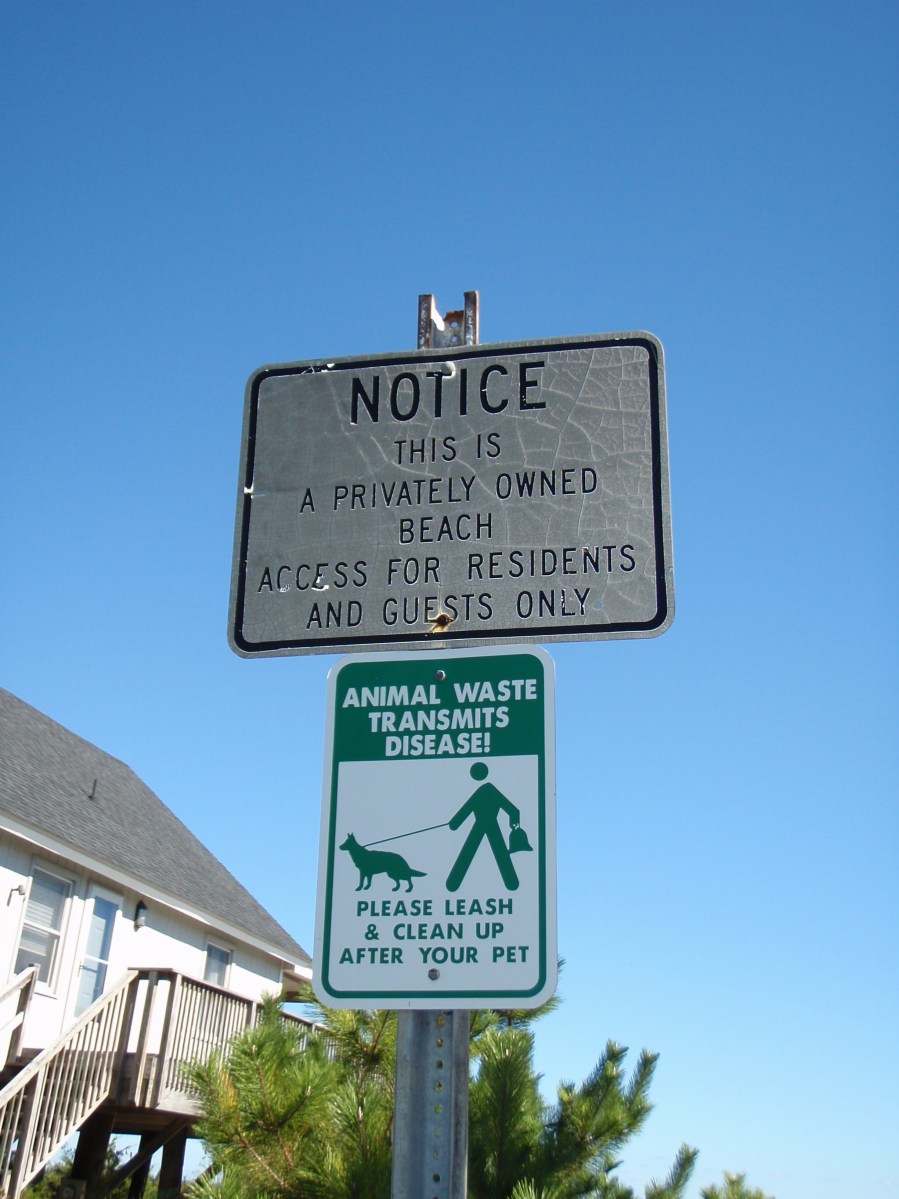 NOTICE
THIS IS
A PRIVATELY OWNED
BEACH
ACCESS FOR RESIDENTS
AND GUESTS ONLY
ANIMAL WASTE
TRANSMITS
DISEASE!
PLEASE LEASH
& CLEAN UP
AFTER YOUR PET